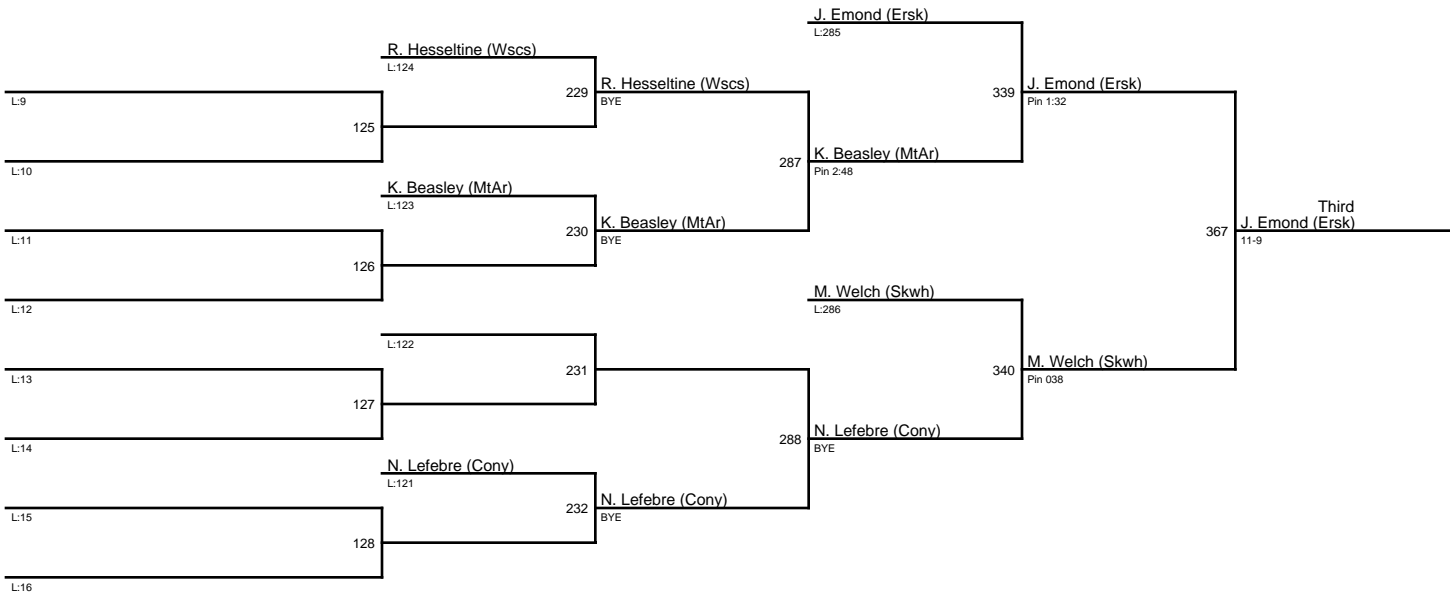 J. Emond (Ersk)
L:285
R. Hesseltine (Wscs)
L:124
L:9
229
R. Hesseltine (Wscs)
BYE
339
J. Emond (Ersk)
Pin 1:32
125
L:10
287
K. Beasley (MtAr)
Pin 2:48
K. Beasley (MtAr)
L:123
L:11
230
K. Beasley (MtAr)
BYE
Third
367
J. Emond (Ersk)
11-9
126
L:12
M. Welch (Skwh)
L:286
L:122
L:13
231
340
M. Welch (Skwh)
Pin 038
127
L:14
288
N. Lefebre (Cony)
BYE
N. Lefebre (Cony)
L:121
L:15
232
N. Lefebre (Cony)
BYE
128
L:16